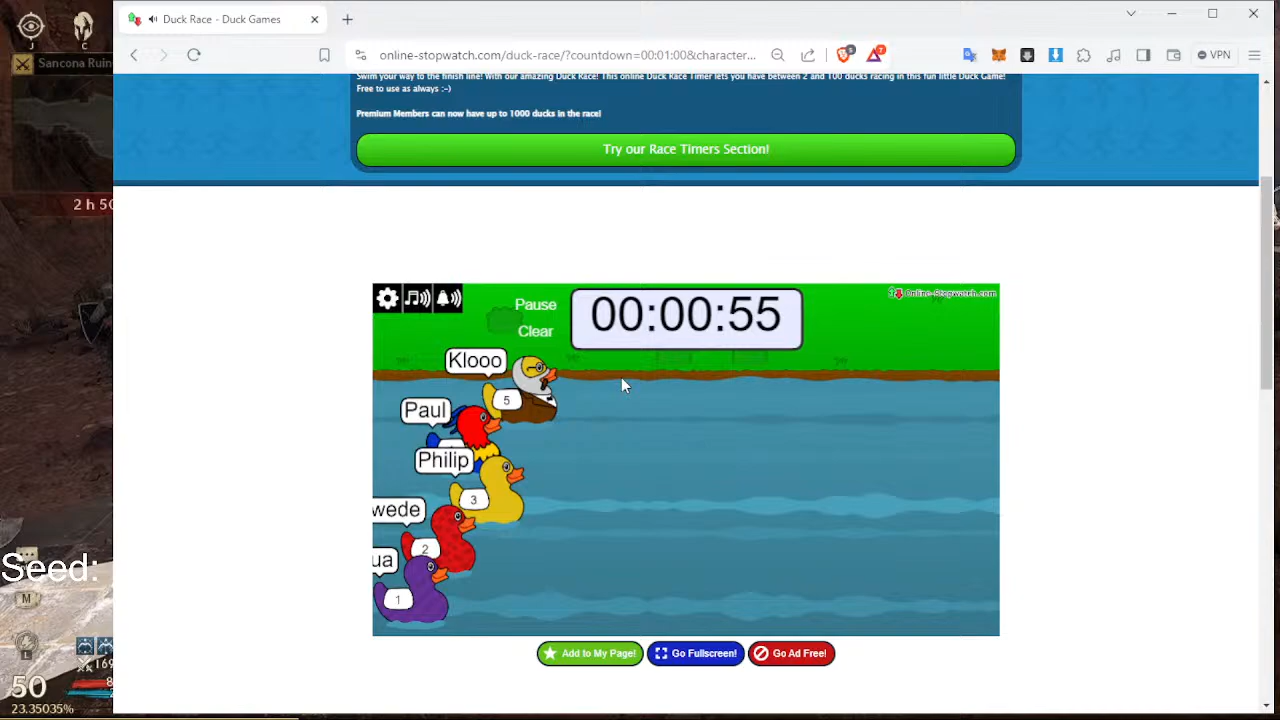 J
C
Sancona Ruin
2 h 50
Seed:
M
L
169
50
23.35035%
Duck Race - Duck Games
online-stopwatch.com/duck-race/?countdown=00:01:00&character...
VPN
Swim your way to the finish line! With our amazing Duck Race! This online Duck Race Timer lets you have between 2 and 100 ducks racing in this fun little Duck Game!
Free to use as always :-)
Premium Members can now have up to 1000 ducks in the race!
Try our Race Timers Section!
Pause
Clear
00:00:55
Online-Stopwatch.com
Klooo
5
Paul
Philip
3
wede
2
ua
1
Add to My Page!
Go Fullscreen!
Go Ad Free!